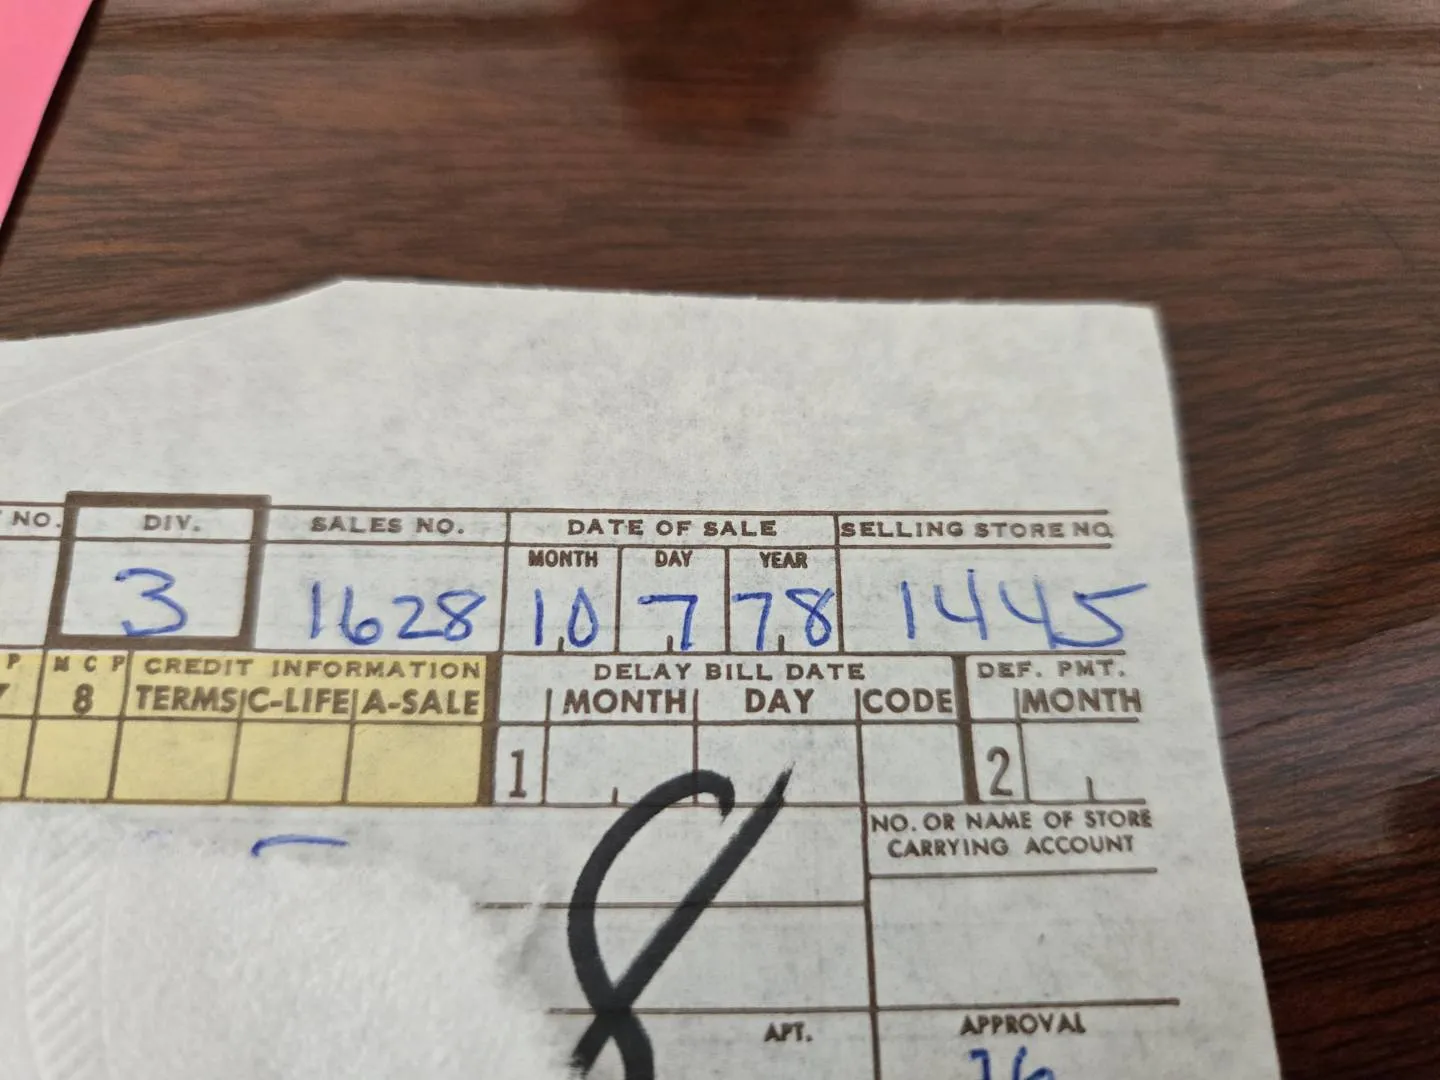 NO. DIV. SALES NO. DATE OF SALE SELLING STORE NO.
MONTH DAY YEAR
3 1628 10 7 78 1445
P M C P CREDIT INFORMATION DELAY BILL DATE DEF. PMT.
8 TERMS C-LIFE A-SALE MONTH DAY CODE MONTH
1 2
NO. OR NAME OF STORE
CARRYING ACCOUNT
8
APT. APPROVAL